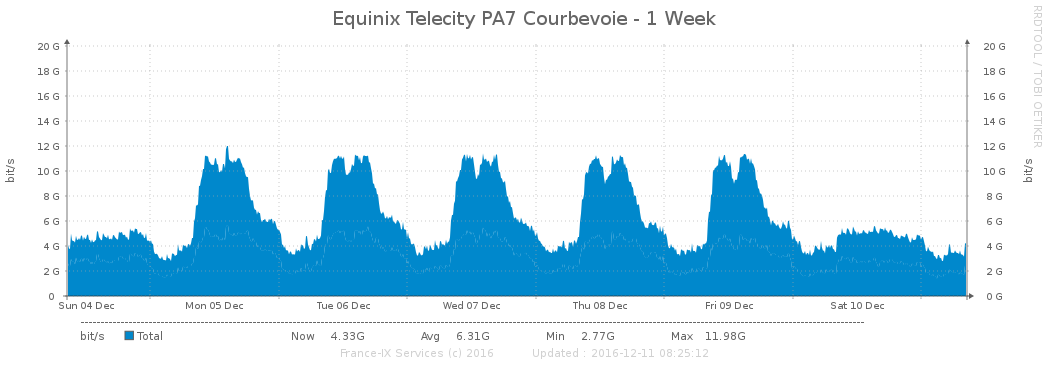 Equinix Telecity PA7 Courbevoie - 1 Week
RRDTOOL / TOBI OETIKER
20 G 20 G
18 G 18 G
16 G 16 G
14 G 14 G
12 G 12 G
10 G 10 G
8 G 8 G
6 G 6 G
4 G 4 G
2 G 2 G
0 0 G
bit/s bit/s
Sun 04 Dec Mon 05 Dec Tue 06 Dec Wed 07 Dec Thu 08 Dec Fri 09 Dec Sat 10 Dec
bit/s Total Now 4.33G Avg 6.31G Min 2.77G Max 11.98G
France-IX Services (c) 2016 Updated : 2016-12-11 08:25:12